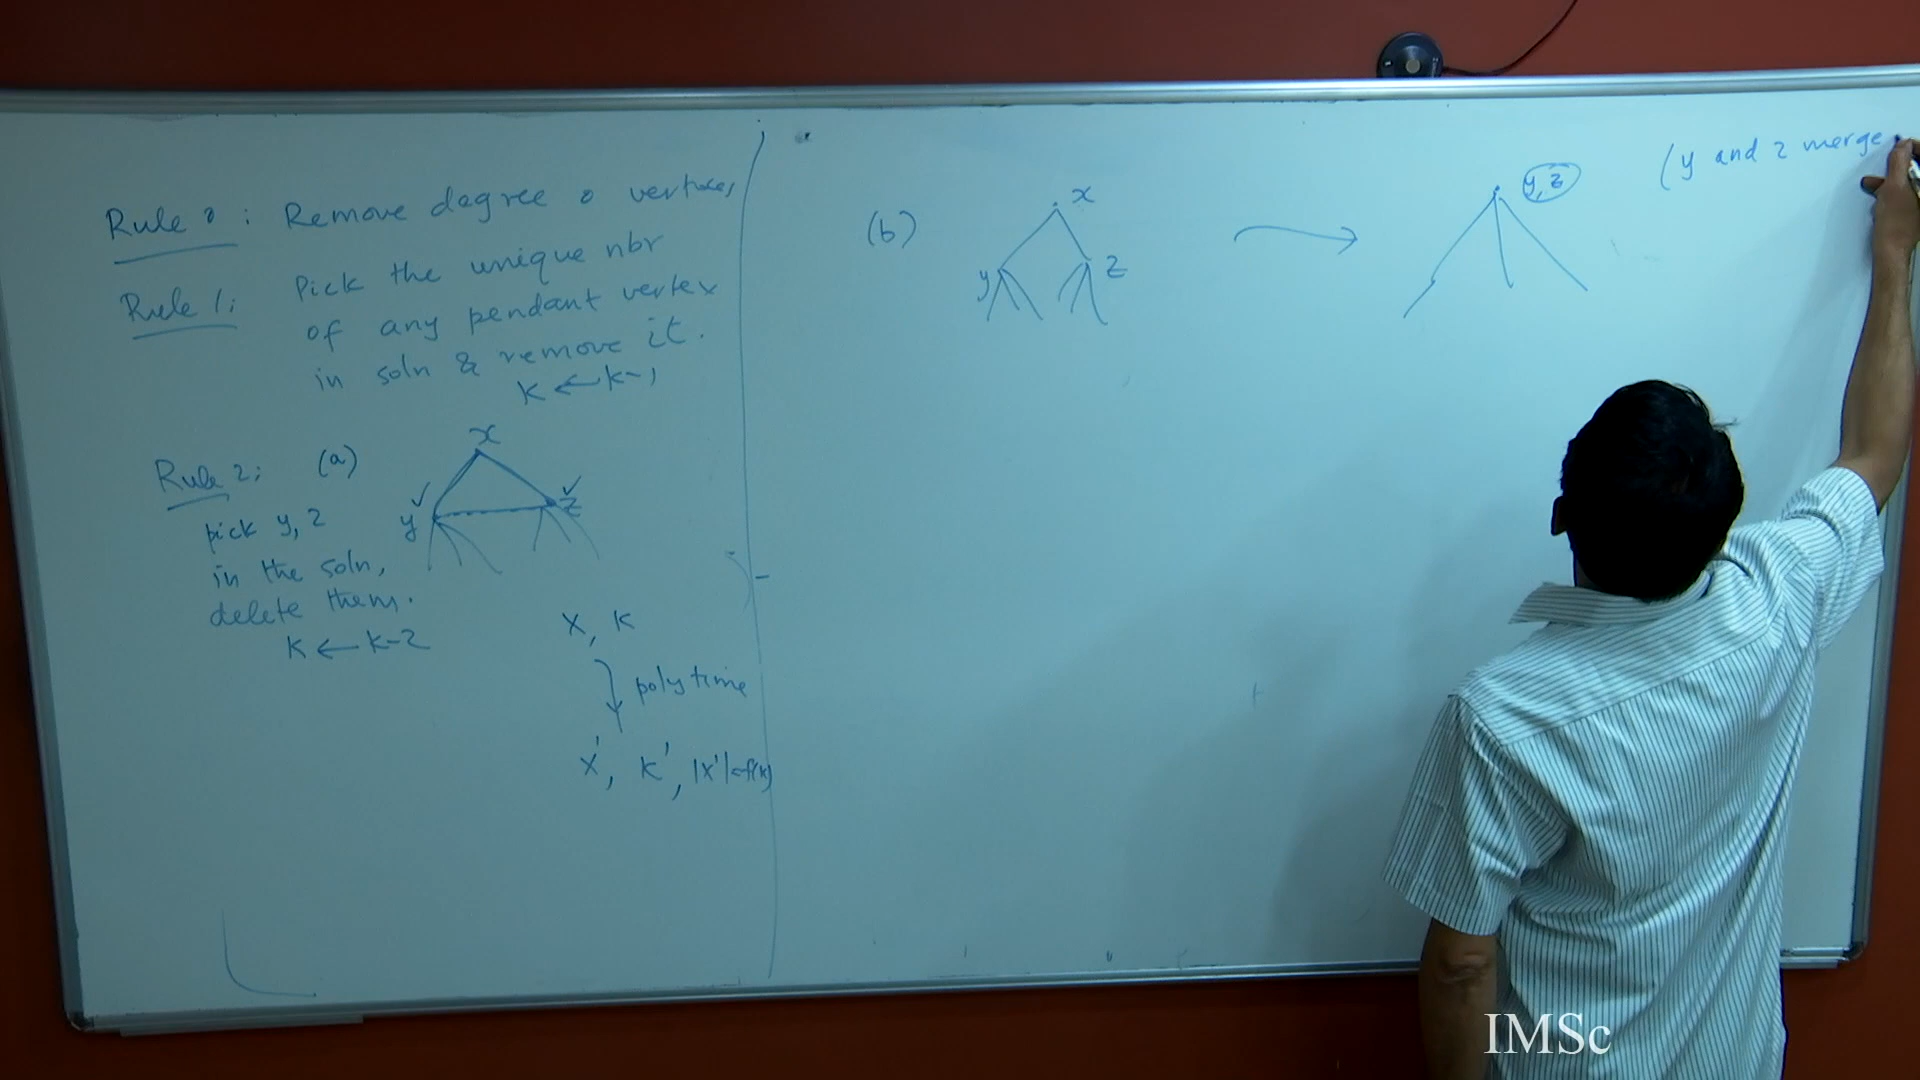 Rule 0: Remove degree 0 vertices
Rule 1: Pick the unique nbr
of any pendant vertex
in soln & remove it.
k ← k-1
Rule 2: (a)
pick y, z
in the soln,
delete them.
k ← k-2
x
y
z
X, K
poly time
X', K', |X'| ≤ f(k)
(b)
x
y
z
y, z
(y and z merge
IMSc